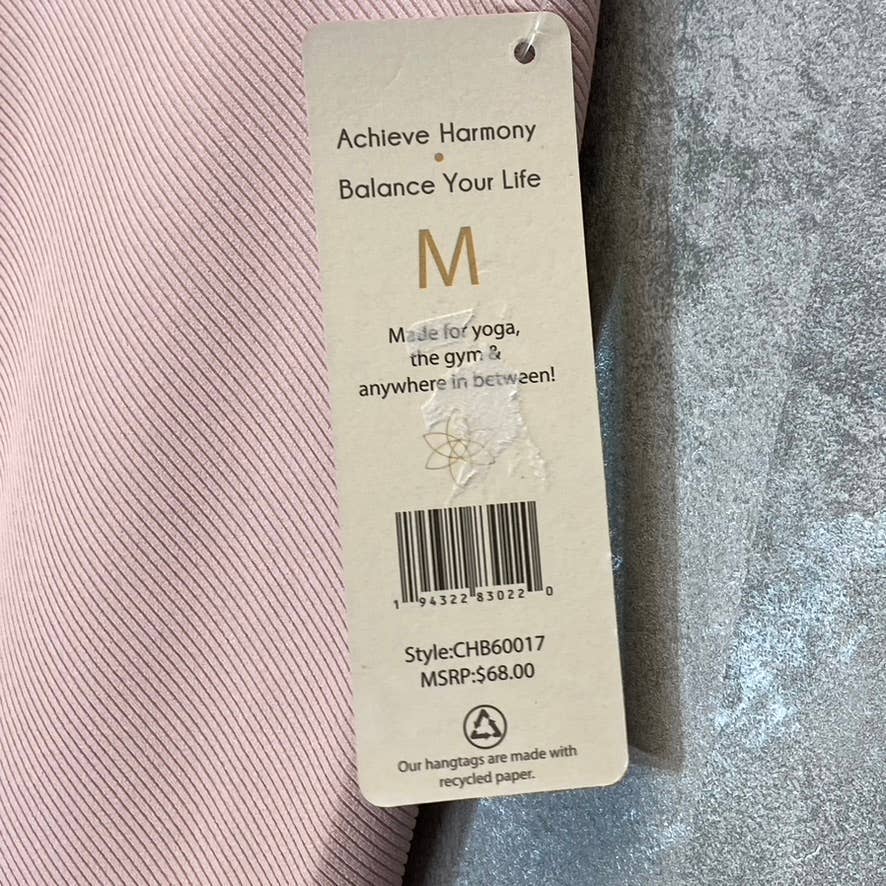 Achieve Harmony
•
Balance Your Life
M
Made for yoga,
the gym &
anywhere in between!
1 94322 83022 0
Style:CHB60017
MSRP:$68.00
Our hangtags are made with
recycled paper.